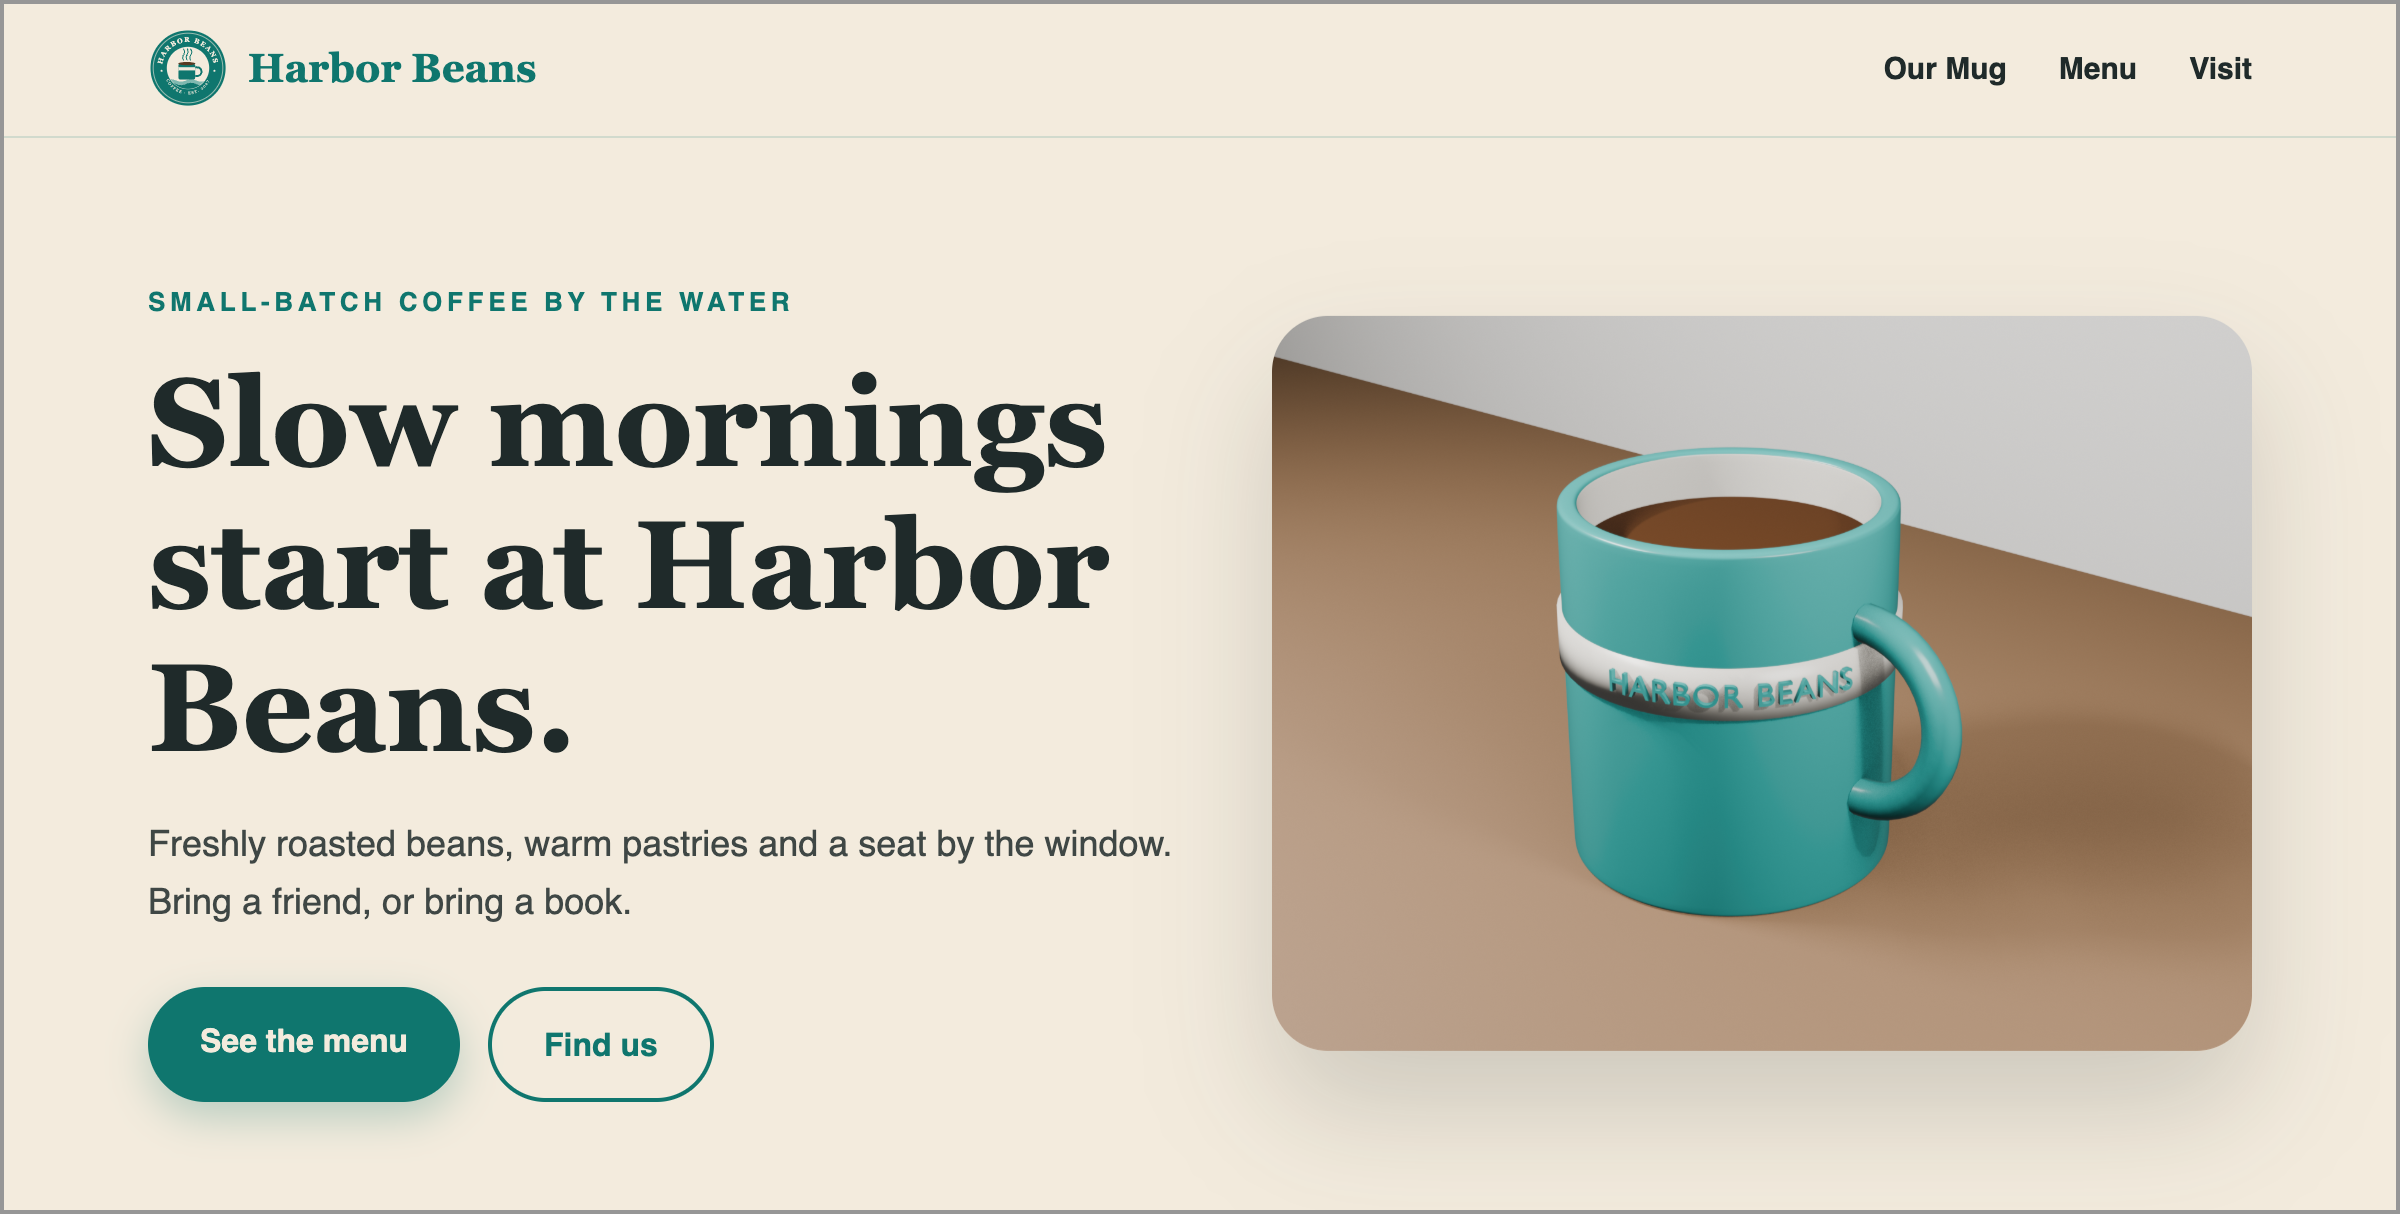 HARBOR BEANS
Harbor Beans
Our Mug
Menu
Visit
SMALL-BATCH COFFEE BY THE WATER
Slow mornings
start at Harbor
Beans.
Freshly roasted beans, warm pastries and a seat by the window.
Bring a friend, or bring a book.
See the menu
Find us
HARBOR BEANS